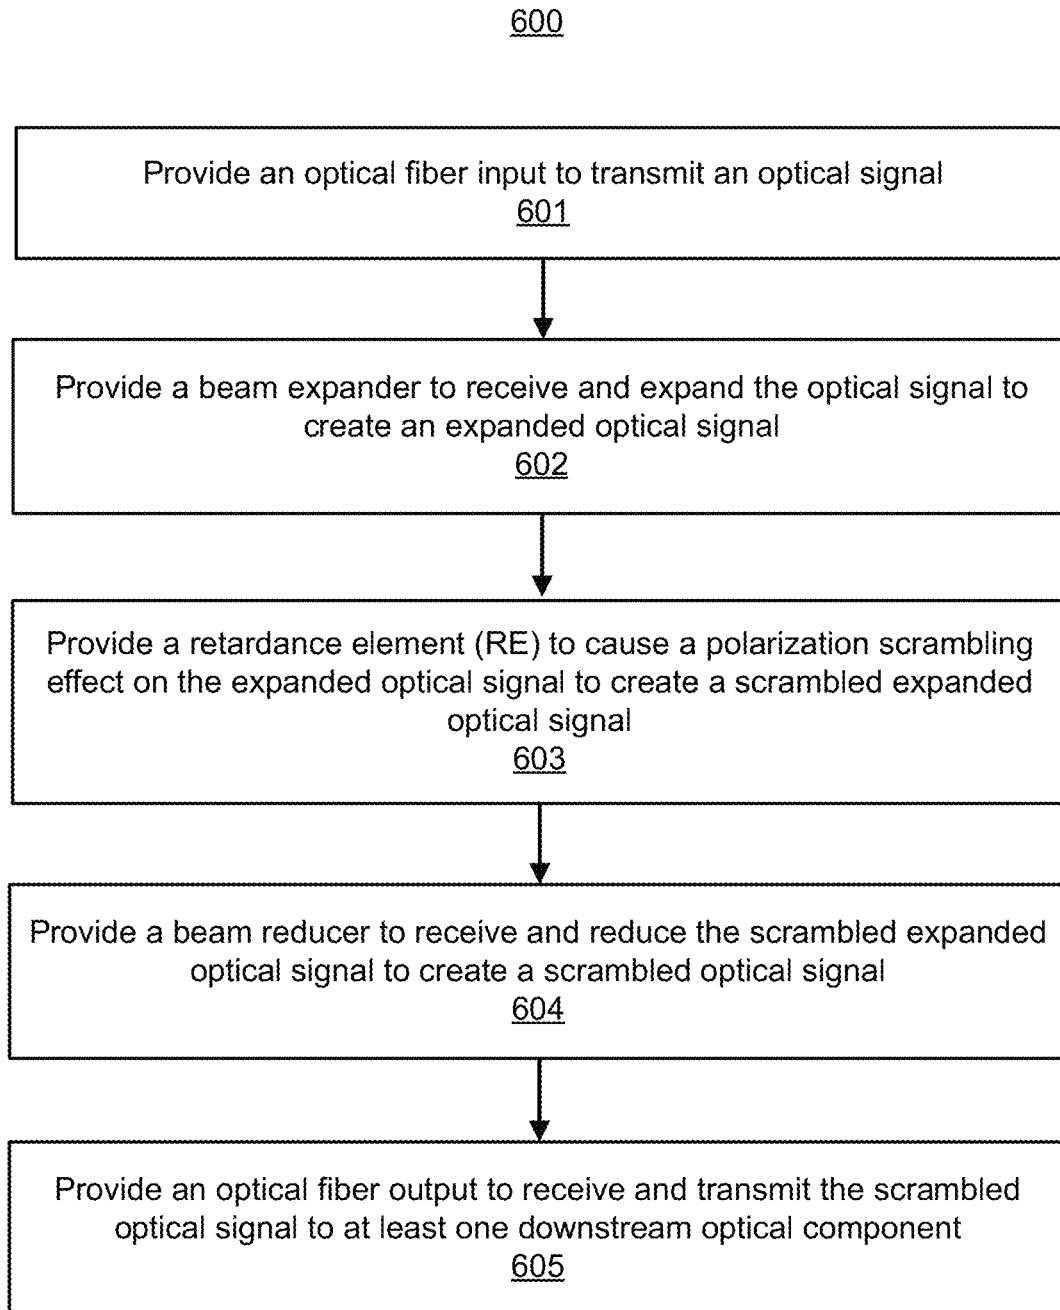 600
Provide an optical fiber input to transmit an optical signal
601
Provide a beam expander to receive and expand the optical signal to
create an expanded optical signal
602
Provide a retardance element (RE) to cause a polarization scrambling
effect on the expanded optical signal to create a scrambled expanded
optical signal
603
Provide a beam reducer to receive and reduce the scrambled expanded
optical signal to create a scrambled optical signal
604
Provide an optical fiber output to receive and transmit the scrambled
optical signal to at least one downstream optical component
605